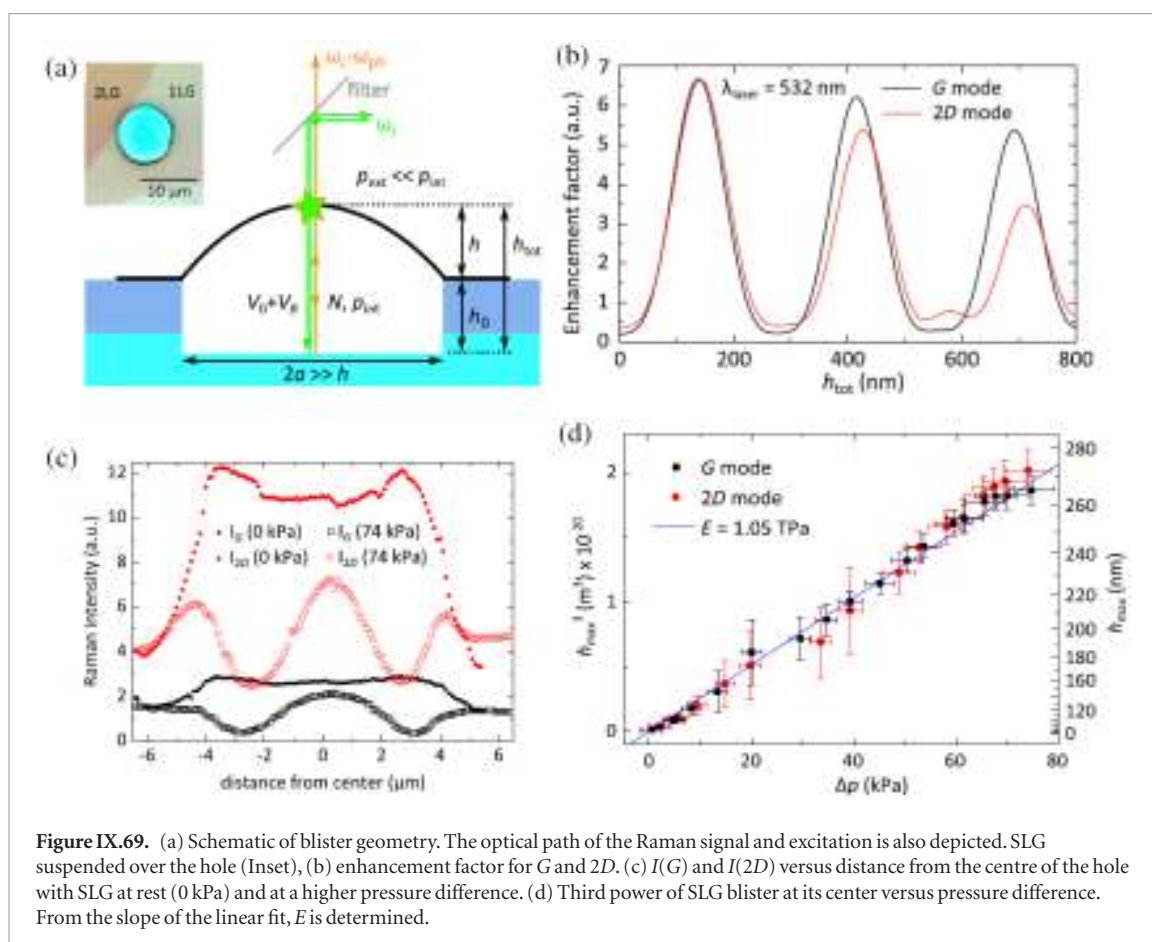 (a)
2LG
1LG
10 μm
ω_i-ω_ph
filter
ω_i
p_ext << p_int
h
h_tot
V_0+V_B
N, p_int
h_0
2a >> h
(b)
Enhancement factor (a.u.)
7
6
5
4
3
2
1
0
λ_laser = 532 nm
G mode
2D mode
0 200 400 600 800
h_tot (nm)
(c)
Raman Intensity (a.u.)
12
10
8
6
4
2
0
I_G (0 kPa) I_G (74 kPa)
I_2D (0 kPa) I_2D (74 kPa)
-6 -4 -2 0 2 4 6
distance from center (μm)
(d)
h_max^3 (m^3) x 10^-20
2
1
0
G mode
2D mode
E = 1.05 TPa
280
260
240
220
200
180
160
120
0
h_max (nm)
0 20 40 60 80
Δp (kPa)
Figure IX.69. (a) Schematic of blister geometry. The optical path of the Raman signal and excitation is also depicted. SLG
suspended over the hole (Inset), (b) enhancement factor for G and 2D. (c) I(G) and I(2D) versus distance from the centre of the hole
with SLG at rest (0 kPa) and at a higher pressure difference. (d) Third power of SLG blister at its center versus pressure difference.
From the slope of the linear fit, E is determined.